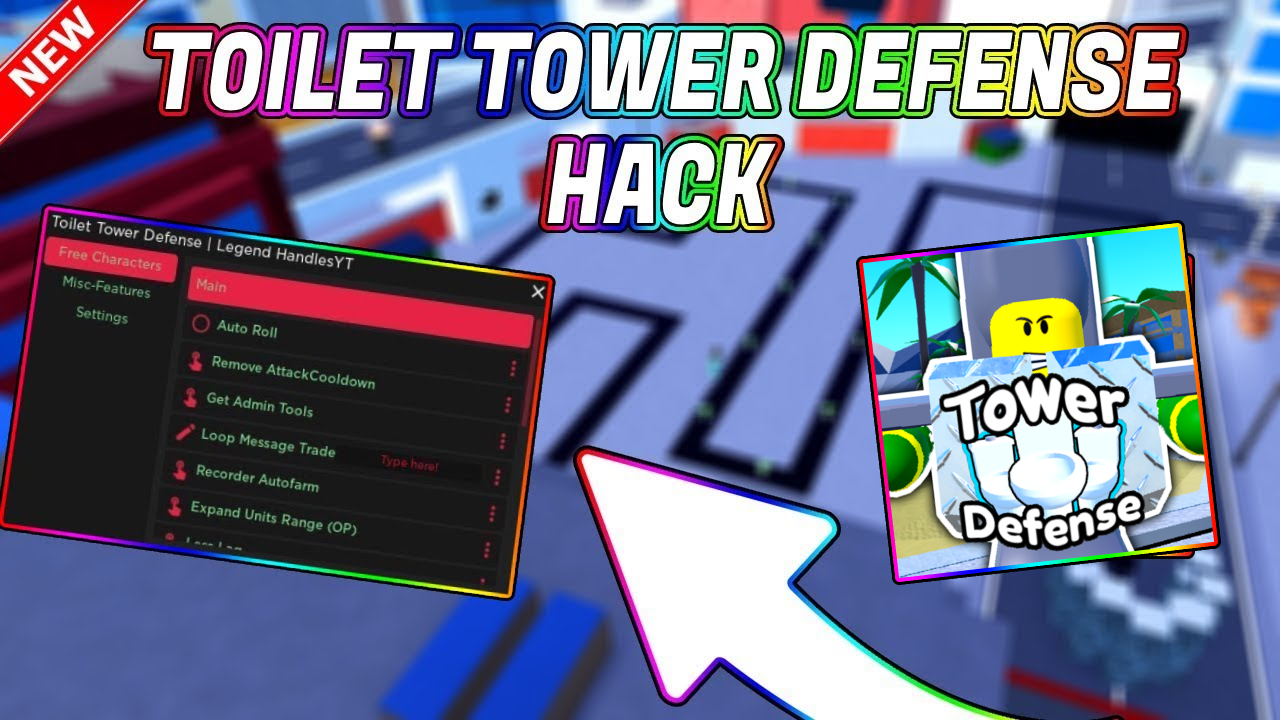 NEW
TOILET TOWER DEFENSE
HACK
Toilet Tower Defense | Legend HandlesYT
Free Characters
Misc-Features
Settings
Main
Auto Roll
Remove AttackCooldown
Get Admin Tools
Loop Message Trade
Type here!
Recorder Autofarm
Expand Units Range (OP)
Tower
Defense